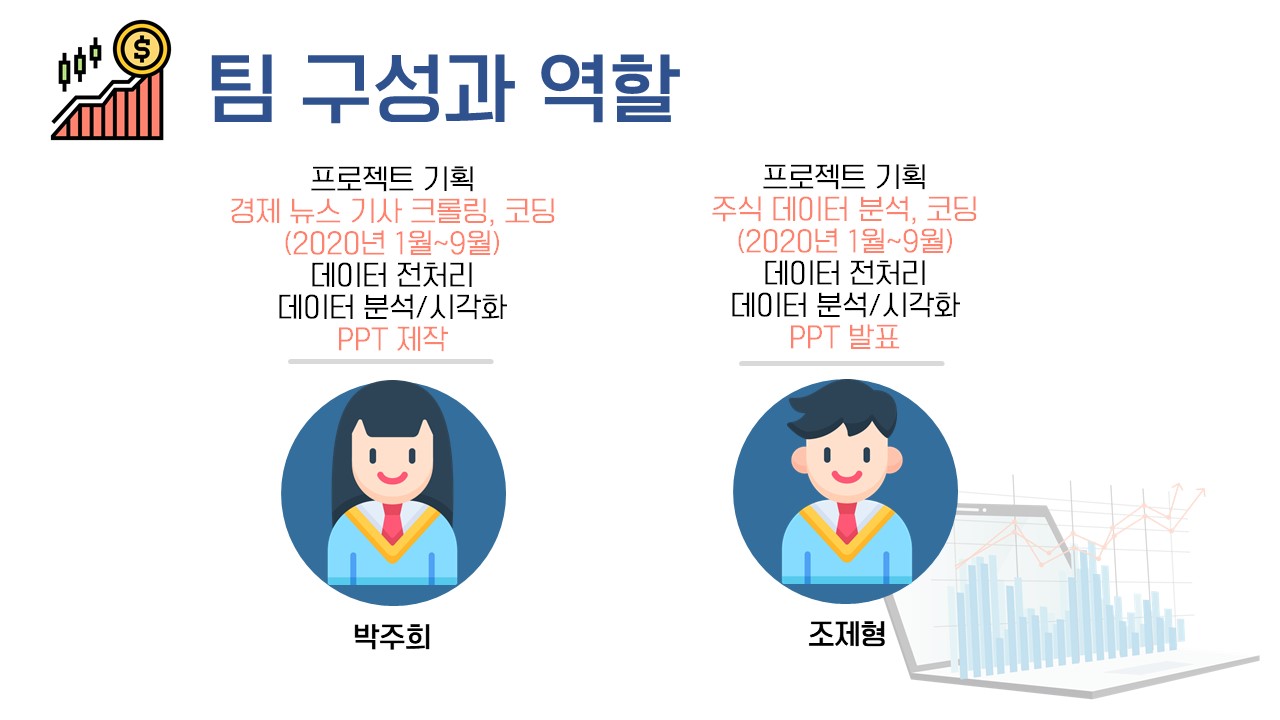 팀 구성과 역할
프로젝트 기획
경제 뉴스 기사 크롤링, 코딩
(2020년 1월~9월)
데이터 전처리
데이터 분석/시각화
PPT 제작
박주희
프로젝트 기획
주식 데이터 분석, 코딩
(2020년 1월~9월)
데이터 전처리
데이터 분석/시각화
PPT 발표
조제형